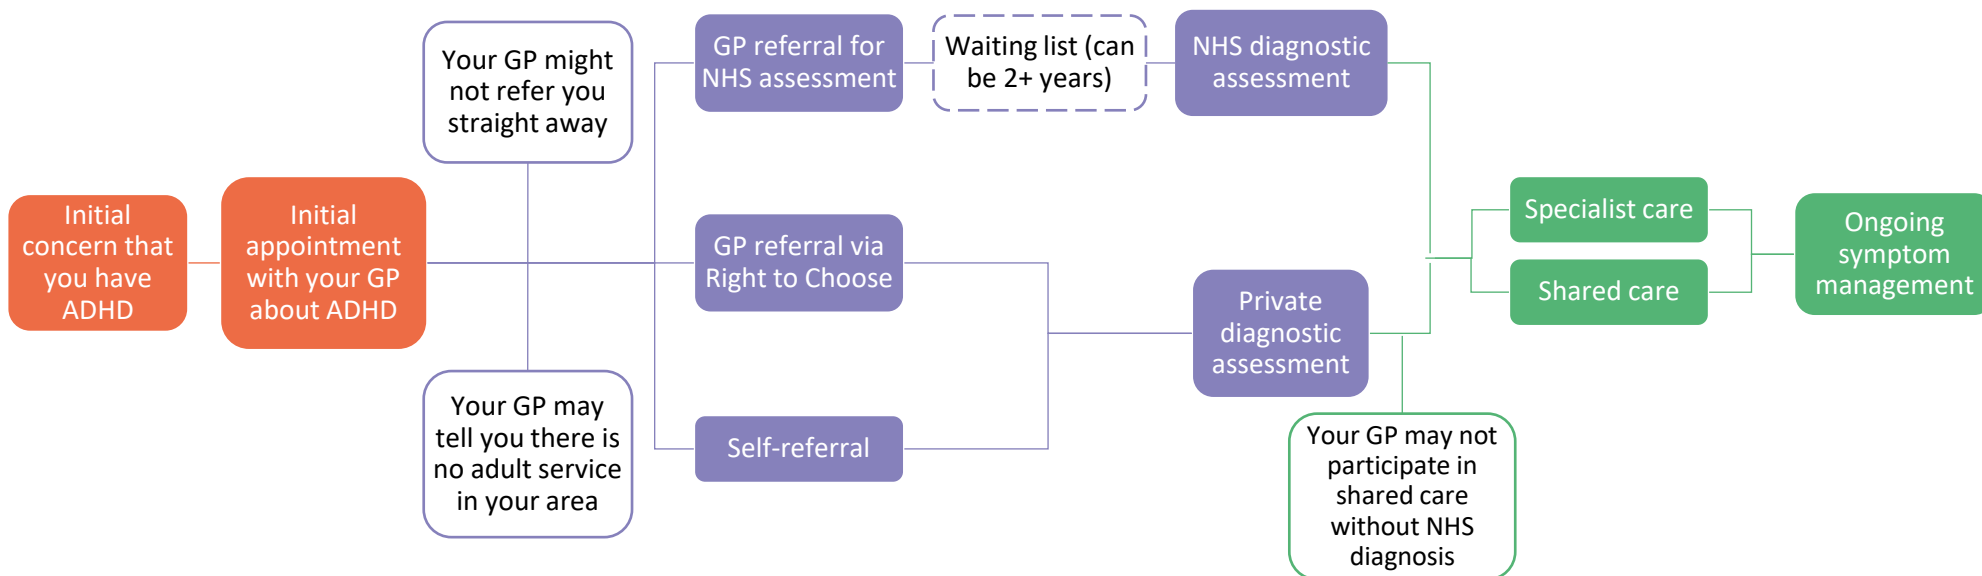 Initial
concern that
you have
ADHD
Initial
appointment
with your GP
about ADHD
Your GP might
not refer you
straight away
Your GP may
tell you there is
no adult service
in your area
GP referral for
NHS assessment
Waiting list (can
be 2+ years)
NHS diagnostic
assessment
GP referral via
Right to Choose
Self-referral
Private
diagnostic
assessment
Your GP may not
participate in
shared care
without NHS
diagnosis
Specialist care
Shared care
Ongoing
symptom
management